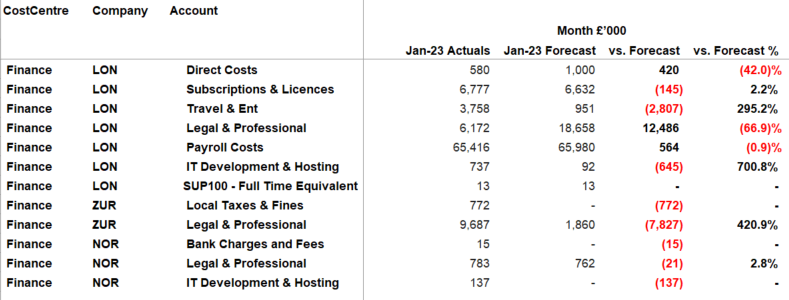 CostCentre Company Account
Month £'000
Jan-23 Actuals Jan-23 Forecast vs. Forecast vs. Forecast %
Finance LON Direct Costs 580 1,000 420 (42.0)%
Finance LON Subscriptions & Licences 6,777 6,632 (145) 2.2%
Finance LON Travel & Ent 3,758 951 (2,807) 295.2%
Finance LON Legal & Professional 6,172 18,658 12,486 (66.9)%
Finance LON Payroll Costs 65,416 65,980 564 (0.9)%
Finance LON IT Development & Hosting 737 92 (645) 700.8%
Finance LON SUP100 - Full Time Equivalent 13 13 - -
Finance ZUR Local Taxes & Fines 772 - (772) -
Finance ZUR Legal & Professional 9,687 1,860 (7,827) 420.9%
Finance NOR Bank Charges and Fees 15 - (15) -
Finance NOR Legal & Professional 783 762 (21) 2.8%
Finance NOR IT Development & Hosting 137 - (137) -